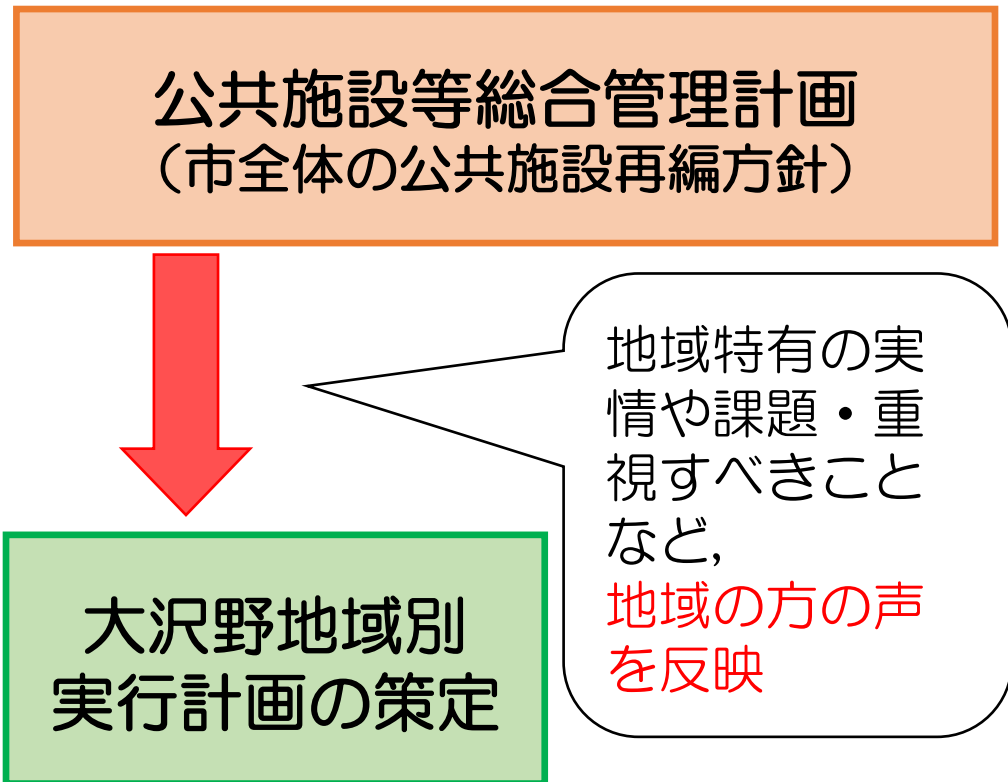 公共施設等総合管理計画
（市全体の公共施設再編方針）
地域特有の実
情や課題・重
視すべきこと
など,
地域の方の声
を反映
大沢野地域別
実行計画の策定